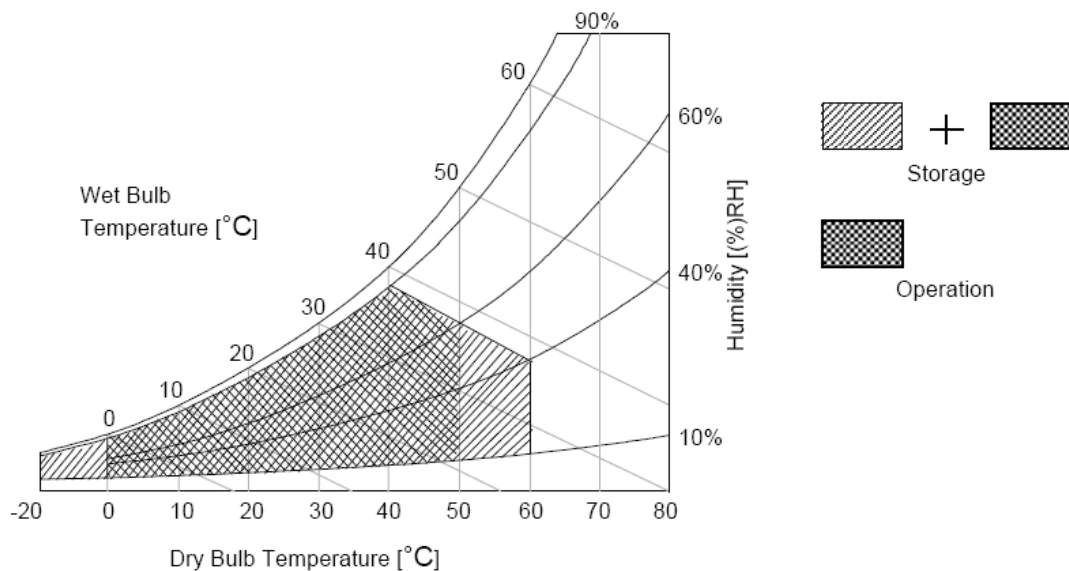 90%
60
60%
50
Storage
Wet Bulb
Temperature [°C]
40
40%
Humidity [(%)RH]
Operation
30
20
10
0
10%
-20 0 10 20 30 40 50 60 70 80
Dry Bulb Temperature [°C]